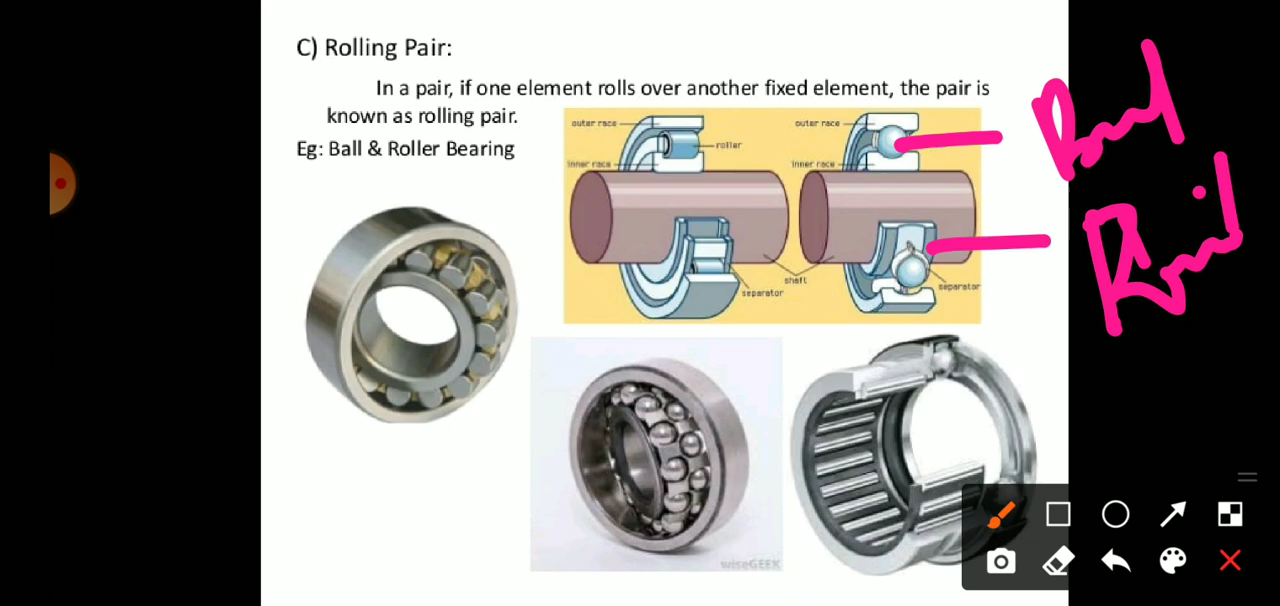 C) Rolling Pair:
In a pair, if one element rolls over another fixed element, the pair is
known as rolling pair.
Eg: Ball & Roller Bearing
outer race
roller
inner race
separator
shaft
outer race
inner race
separator
wiseGEEK